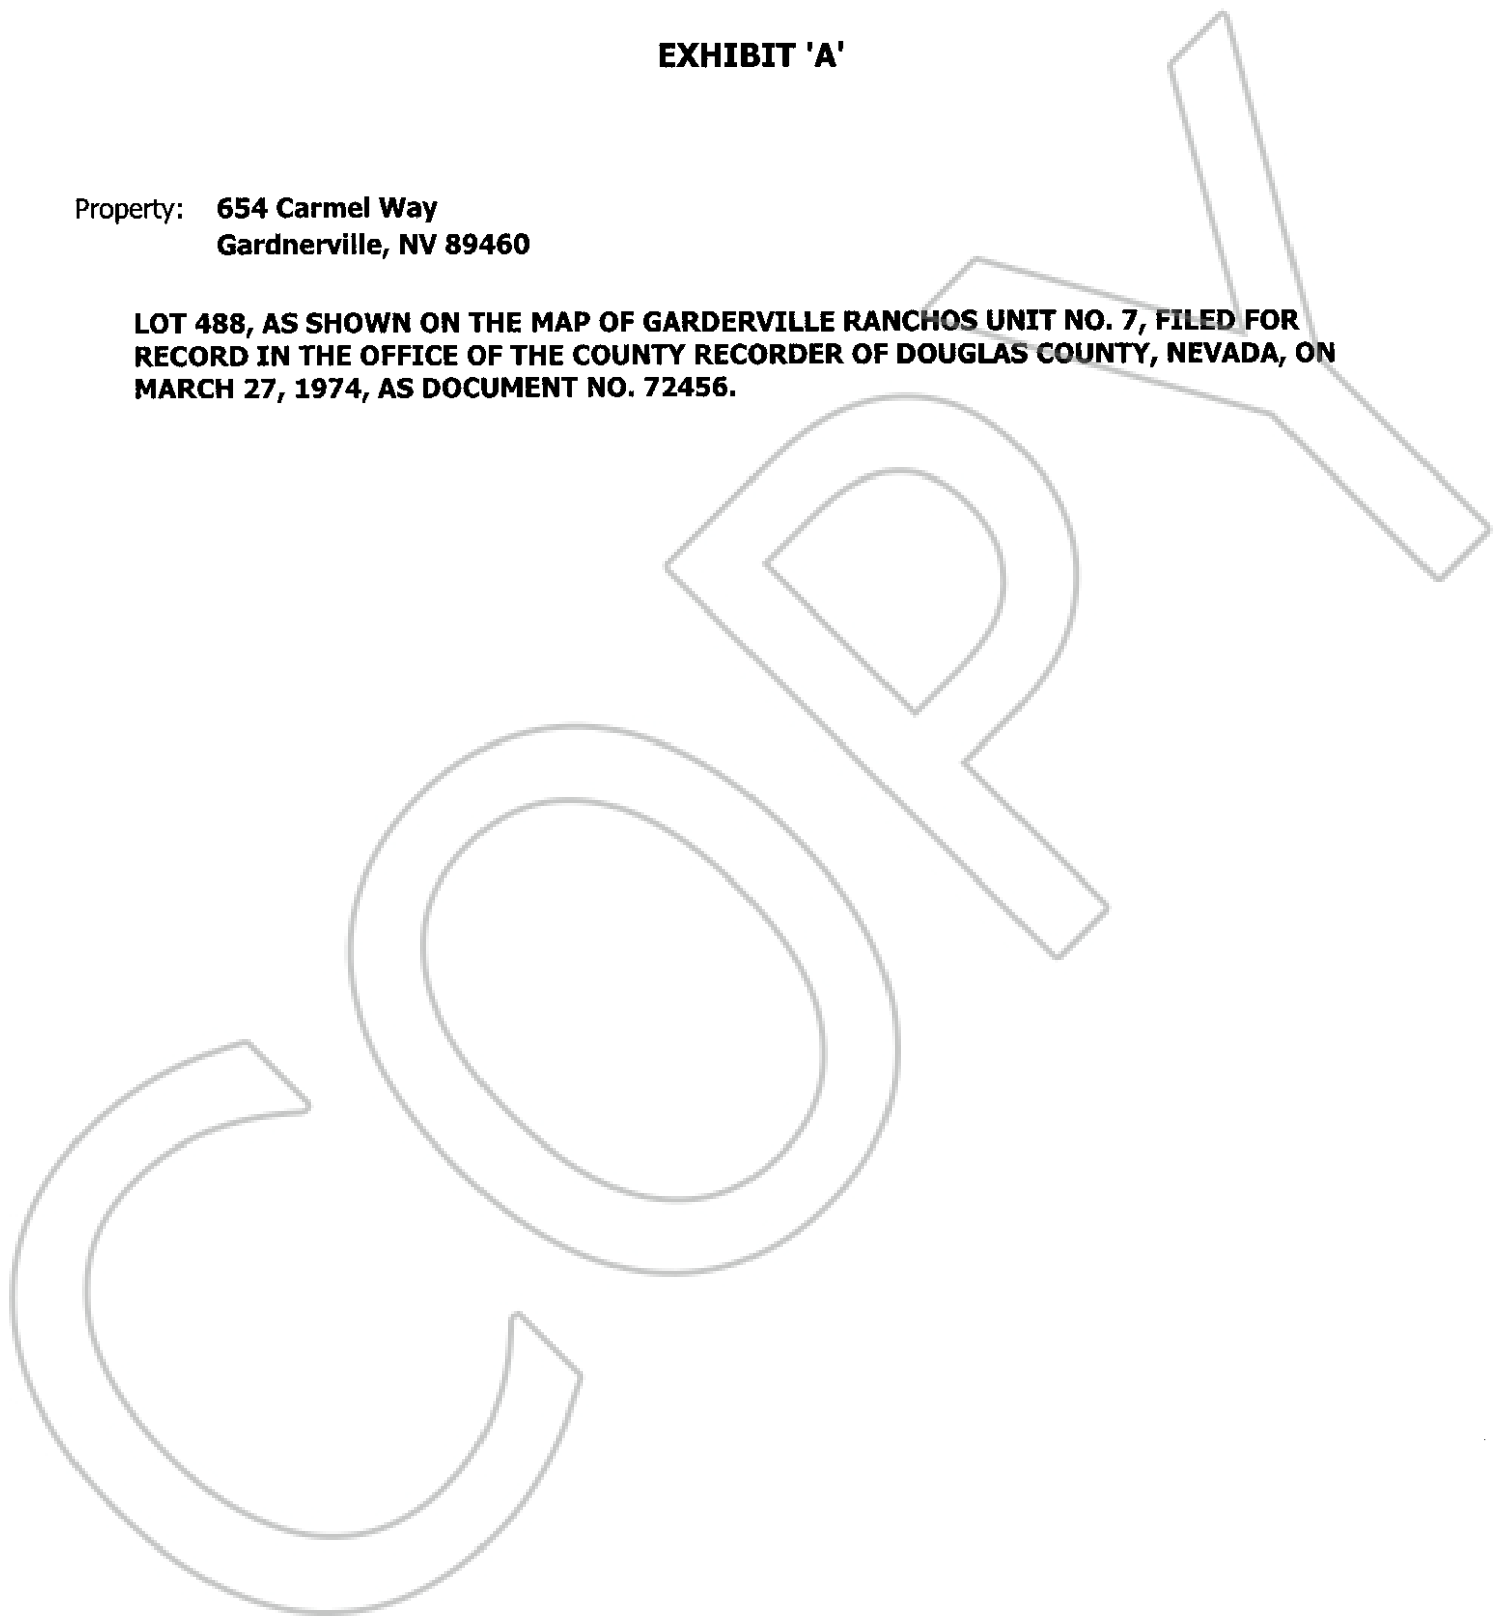 EXHIBIT 'A'
Property: 654 Carmel Way
Gardnerville, NV 89460
LOT 488, AS SHOWN ON THE MAP OF GARDERVILLE RANCHOS UNIT NO. 7, FILED FOR
RECORD IN THE OFFICE OF THE COUNTY RECORDER OF DOUGLAS COUNTY, NEVADA, ON
MARCH 27, 1974, AS DOCUMENT NO. 72456.
COPY